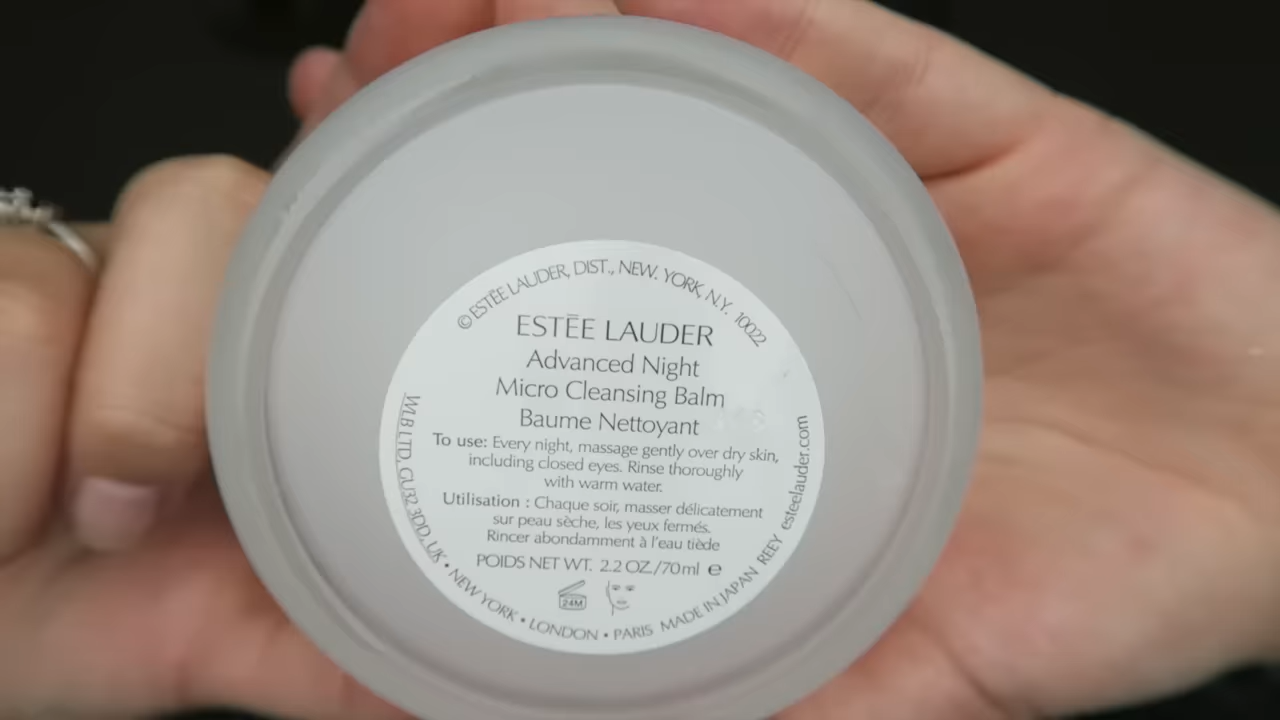 © ESTĒE LAUDER, DIST., NEW. YORK, N.Y. 10022
ESTĒE LAUDER
Advanced Night
Micro Cleansing Balm
Baume Nettoyant
To use: Every night, massage gently over dry skin,
including closed eyes. Rinse thoroughly
with warm water.
Utilisation : Chaque soir, masser délicatement
sur peau sèche, les yeux fermés.
Rincer abondamment à l'eau tiède
POIDS NET WT. 2.2 OZ./70ml e
24M
WLB LTD, GU32 3DD, UK • NEW YORK • LONDON • PARIS MADE IN JAPAN REEY esteelauder.com